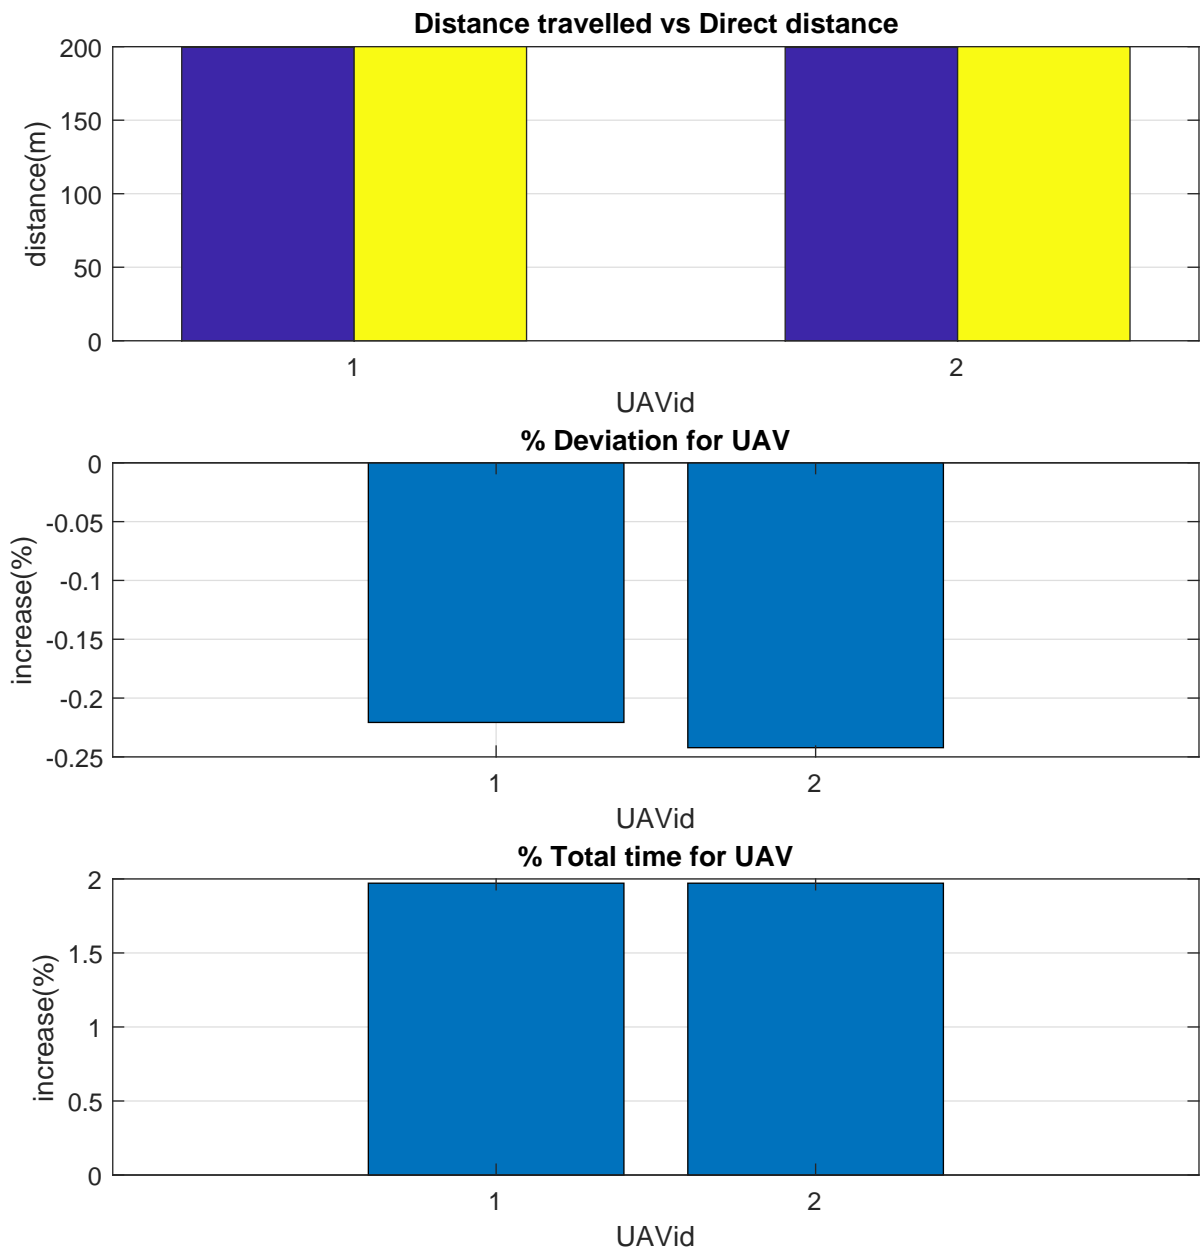 Distance travelled vs Direct distance
200
150
100
50
0
distance(m)
1 2
UAVid
% Deviation for UAV
0
-0.05
-0.1
-0.15
-0.2
-0.25
increase(%)
1 2
UAVid
% Total time for UAV
2
1.5
1
0.5
0
increase(%)
1 2
UAVid